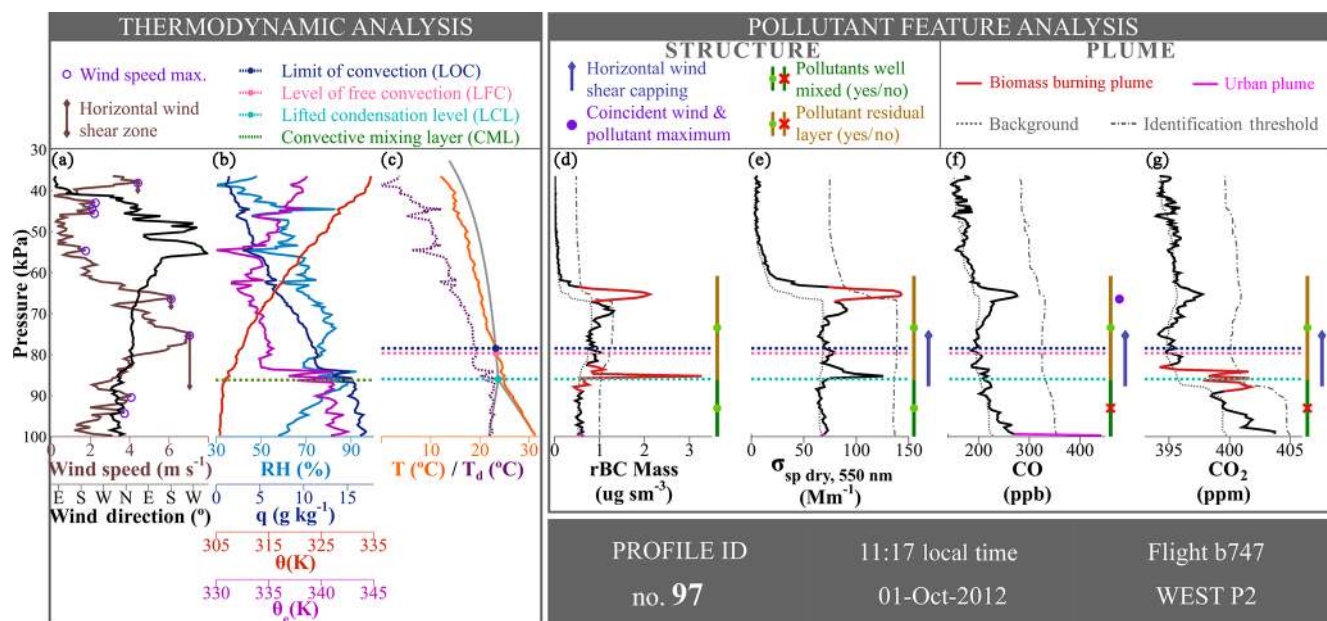 THERMODYNAMIC ANALYSIS
Wind speed max.
Horizontal wind
shear zone
Limit of convection (LOC)
Level of free convection (LFC)
Lifted condensation level (LCL)
Convective mixing layer (CML)
POLLUTANT FEATURE ANALYSIS
STRUCTURE
PLUME
Horizontal wind
shear capping
Coincident wind &
pollutant maximum
Pollutants well
mixed (yes/no)
Pollutant residual
layer (yes/no)
Biomass burning plume
Urban plume
Background
Identification threshold
(a) (b) (c) (d) (e) (f) (g)
Pressure (kPa)
30
40
50
60
70
80
90
100
0 2 4 6 8
Wind speed (m s⁻¹)
E S W N E S W
Wind direction (º)
30 50 70 90
RH (%)
0 5 10 15
q (g kg⁻¹)
305 315 325 335
θ(K)
330 335 340 345
θe(K)
10 20 30
T (ºC) / Td (ºC)
0 1 2 3
rBC Mass
(ug sm⁻³)
0 50 100 150
σsp dry, 550 nm
(Mm⁻¹)
200 300 400
CO
(ppb)
395 400 405
CO₂
(ppm)
PROFILE ID
no. 97
11:17 local time
01-Oct-2012
Flight b747
WEST P2